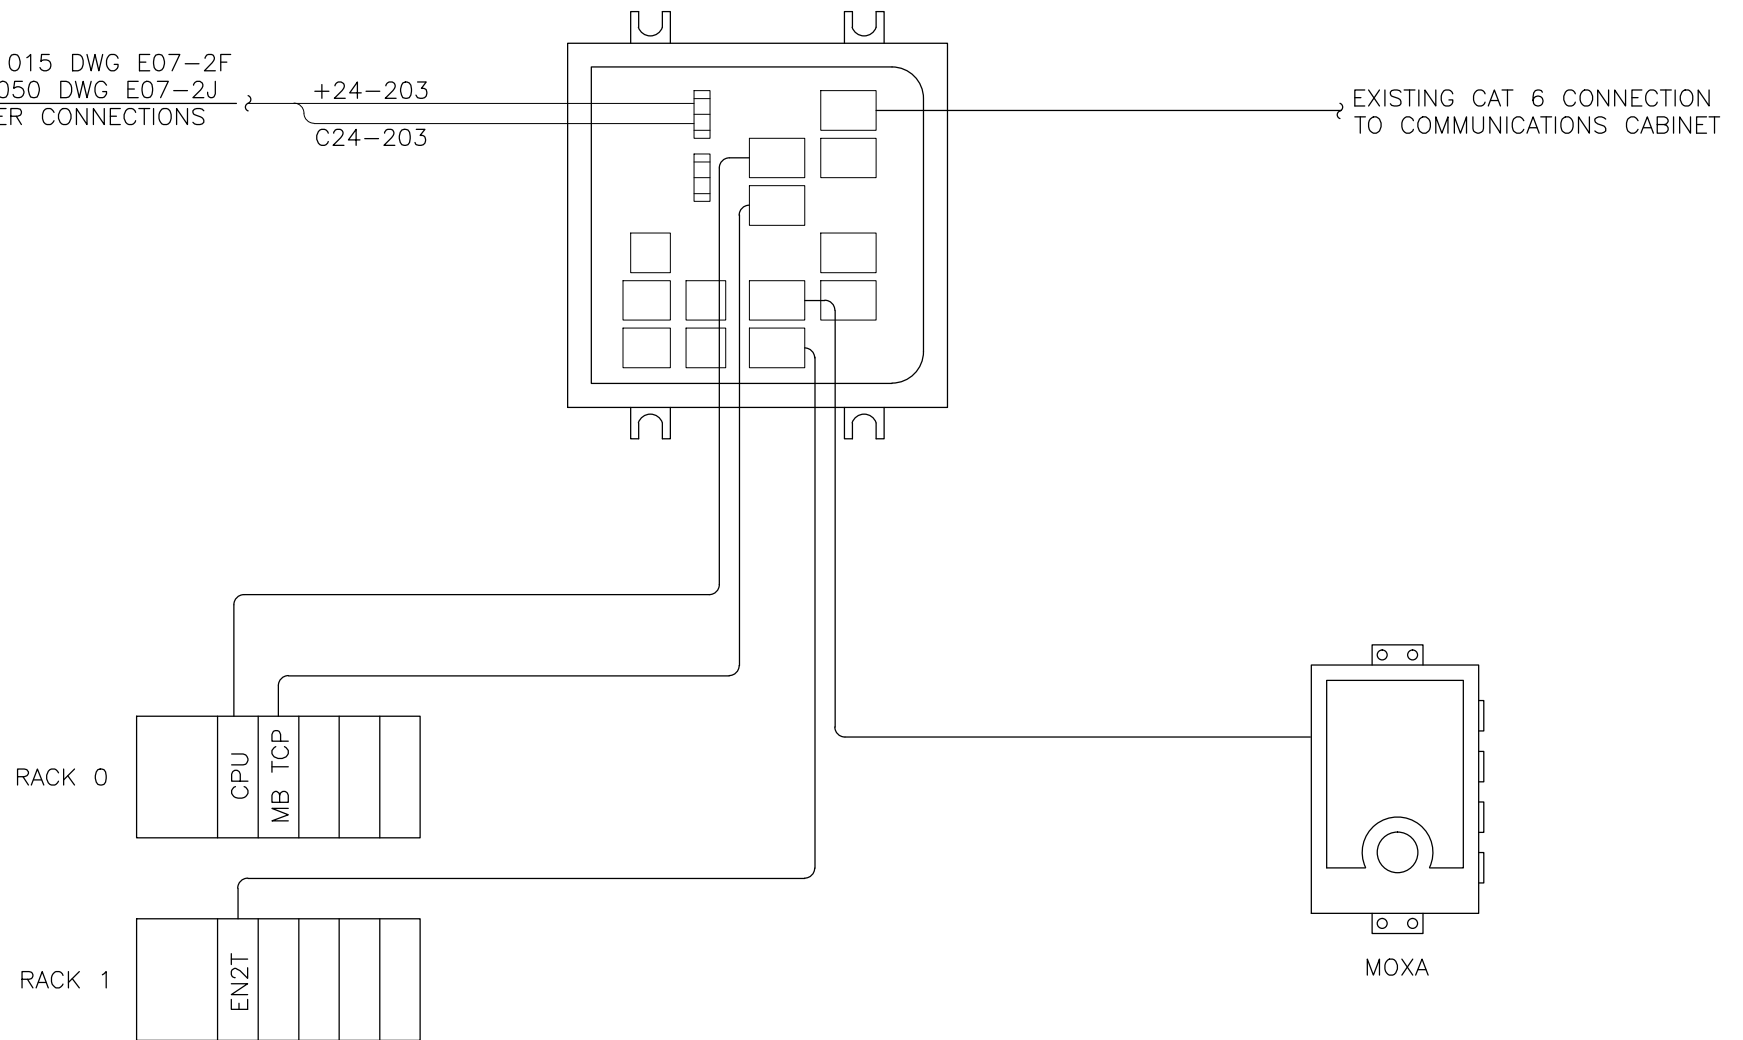 015 DWG E07-2F
050 DWG E07-2J
CONNECTIONS
+24-203
C24-203
EXISTING CAT 6 CONNECTION
TO COMMUNICATIONS CABINET
RACK 0
CPU
MB TCP
RACK 1
EN2T
MOXA